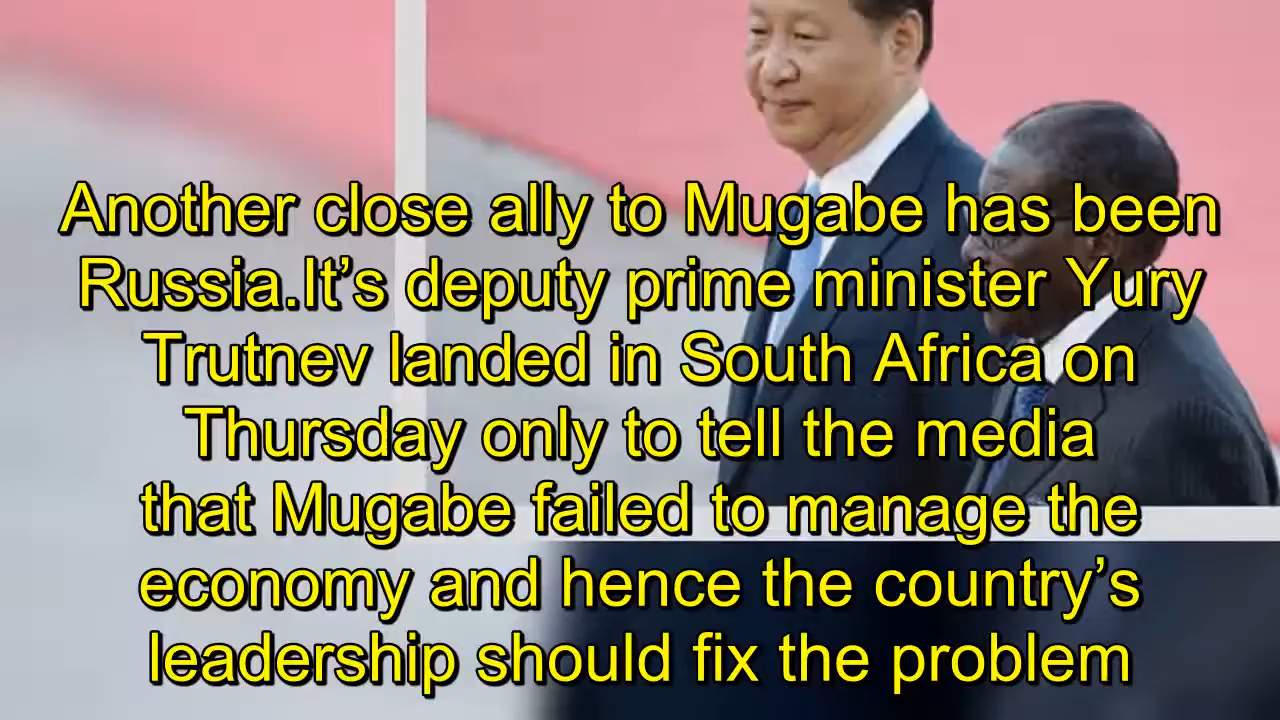 Another close ally to Mugabe has been
Russia.It’s deputy prime minister Yury
Trutnev landed in South Africa on
Thursday only to tell the media
that Mugabe failed to manage the
economy and hence the country’s
leadership should fix the problem